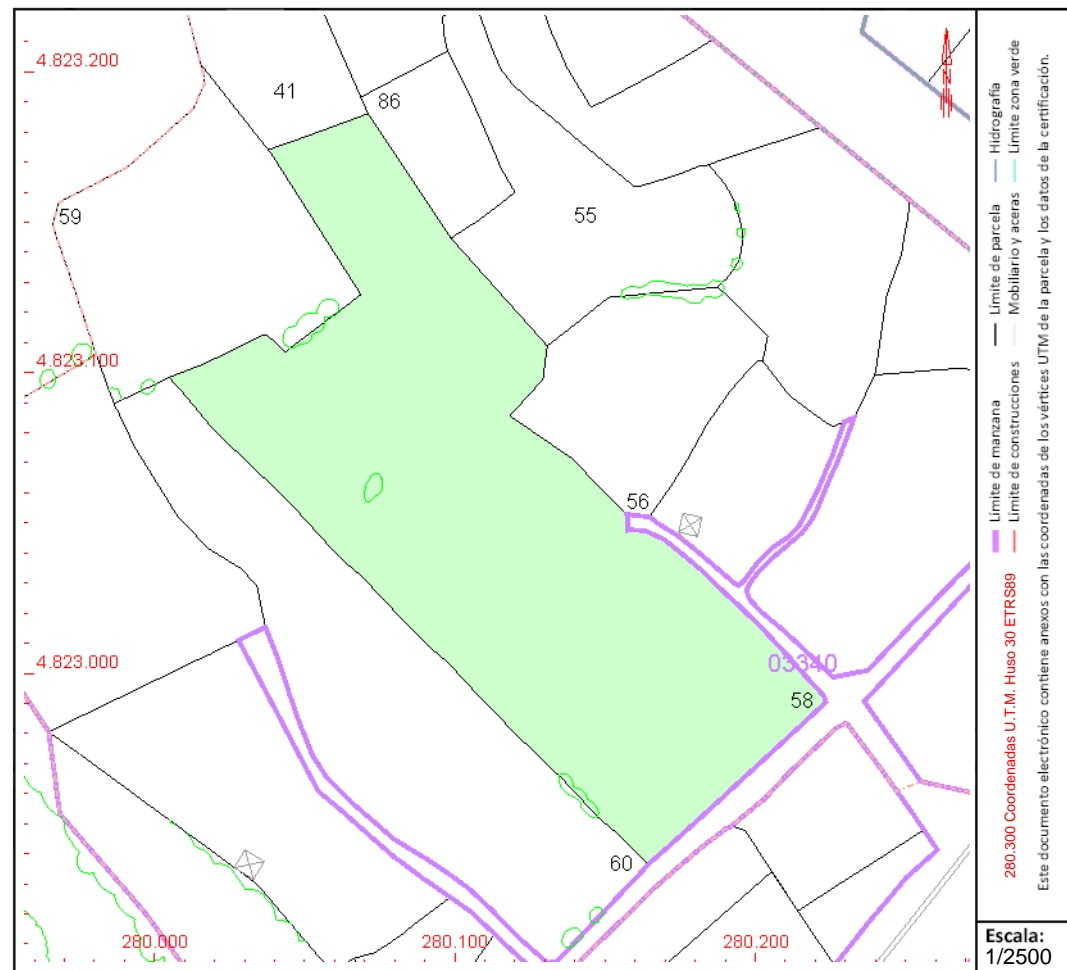 4.823.200
41
86
59
55
4.823.100
56
4.823.000
03340
58
60
280.000
280.100
280.200
N
Límite de manzana
Límite de parcela
Hidrografía
280.300 Coordenadas U.T.M. Huso 30 ETRS89
Límite de construcciones
Mobiliario y aceras
Límite zona verde
Este documento electrónico contiene anexos con las coordenadas de los vértices UTM de la parcela y los datos de la certificación.
Escala:
1/2500